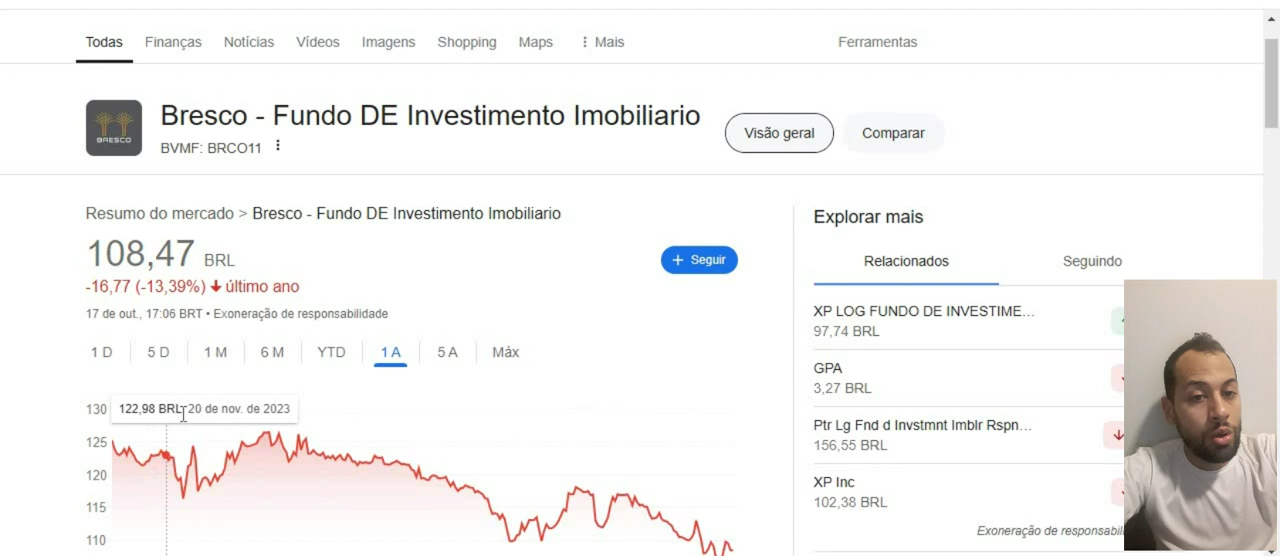 Todas Finanças Notícias Vídeos Imagens Shopping Maps Mais Ferramentas
BRESCO
Bresco - Fundo DE Investimento Imobiliario
BVMF: BRCO11
Visão geral Comparar
Resumo do mercado > Bresco - Fundo DE Investimento Imobiliario
108,47 BRL
+ Seguir
-16,77 (-13,39%) último ano
17 de out., 17:06 BRT • Exoneração de responsabilidade
1 D 5 D 1 M 6 M YTD 1 A 5 A Máx
122,98 BRL 20 de nov. de 2023
130
125
120
115
110
Explorar mais
Relacionados Seguindo
XP LOG FUNDO DE INVESTIME...
97,74 BRL
GPA
3,27 BRL
Ptr Lg Fnd d Invstmnt Imblr Rspn...
156,55 BRL
XP Inc
102,38 BRL
Exoneração de responsabil